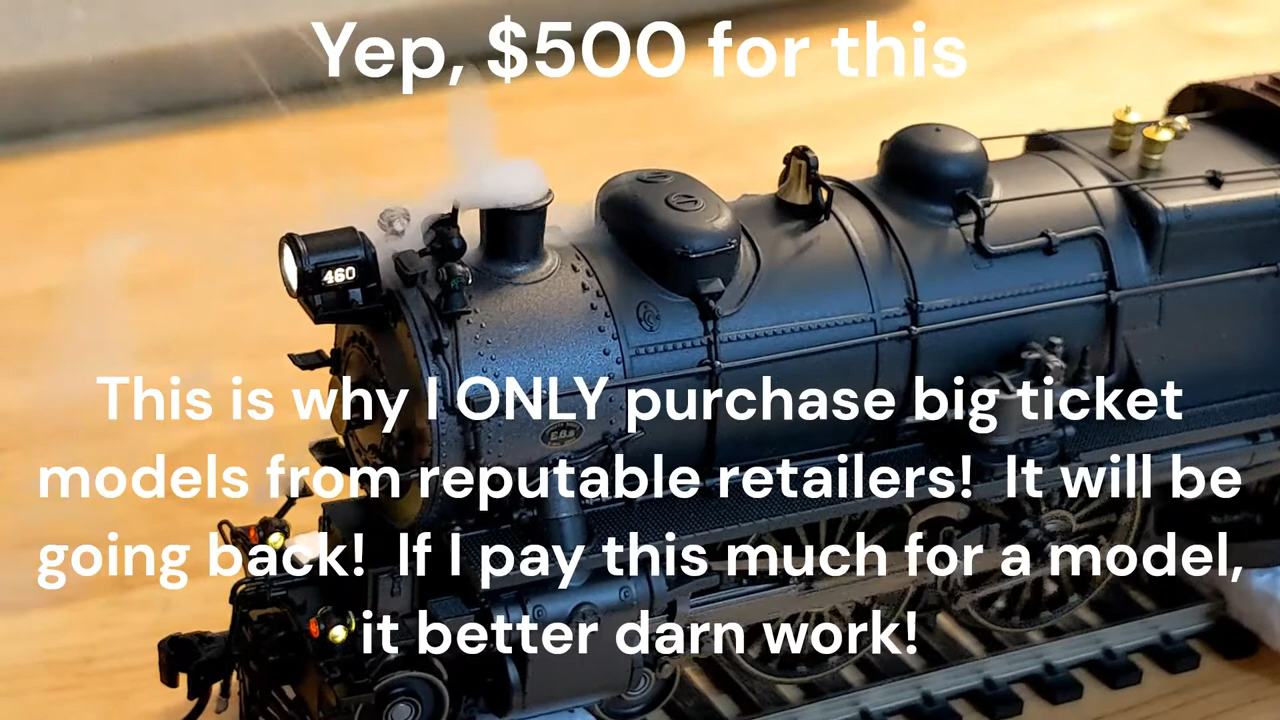 Yep, $500 for this
460
This is why I ONLY purchase big ticket
models from reputable retailers!  It will be
going back!  If I pay this much for a model,
it better darn work!